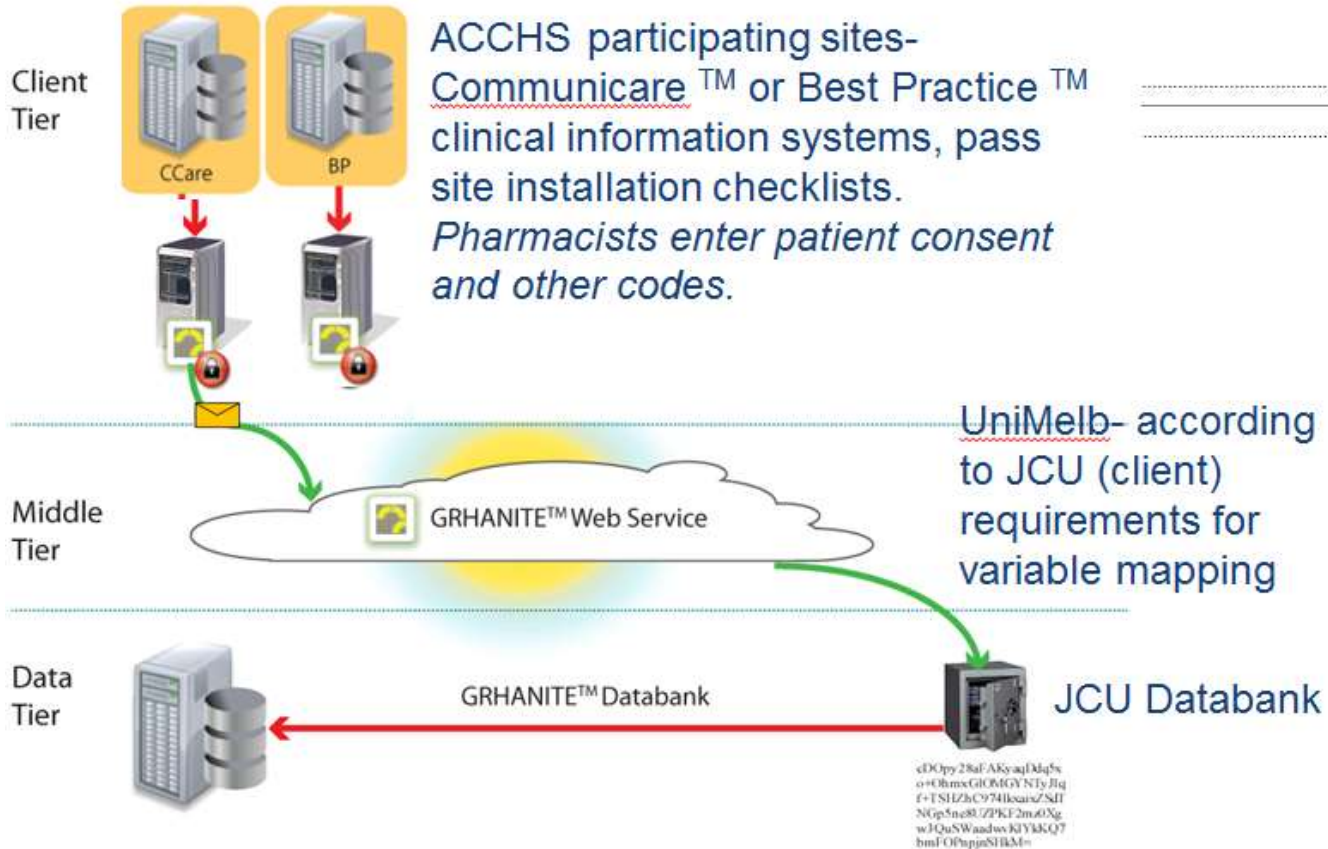 Client
Tier
CCare
BP
ACCHS participating sites-
Communicare TM or Best Practice TM
clinical information systems, pass
site installation checklists.
Pharmacists enter patient consent
and other codes.
Middle
Tier
GRHANITE™ Web Service
UniMelb- according
to JCU (client)
requirements for
variable mapping
Data
Tier
GRHANITE™ Databank
JCU Databank